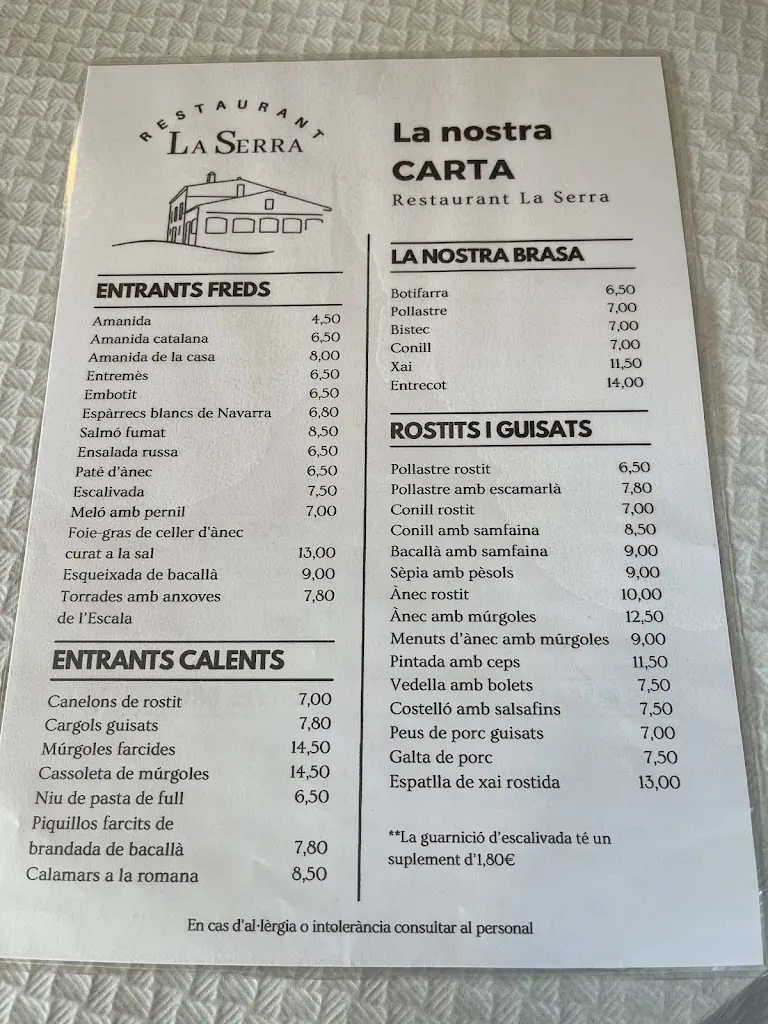 RESTAURANT
LA SERRA
ENTRANTS FREDS
Amanida 4,50
Amanida catalana 6,50
Amanida de la casa 8,00
Entremès 6,50
Embotit 6,50
Espàrrecs blancs de Navarra 6,80
Salmó fumat 8,50
Ensalada russa 6,50
Paté d'ànec 6,50
Escalivada 7,50
Meló amb pernil 7,00
Foie-gras de celler d'ànec
curat a la sal 13,00
Esqueixada de bacallà 9,00
Torrades amb anxoves 7,80
de l'Escala
ENTRANTS CALENTS
Canelons de rostit 7,00
Cargols guisats 7,80
Múrgoles farcides 14,50
Cassoleta de múrgoles 14,50
Niu de pasta de full 6,50
Piquillos farcits de
brandada de bacallà 7,80
Calamars a la romana 8,50
La nostra
CARTA
Restaurant La Serra
LA NOSTRA BRASA
Botifarra 6,50
Pollastre 7,00
Bistec 7,00
Conill 7,00
Xai 11,50
Entrecot 14,00
ROSTITS I GUISATS
Pollastre rostit 6,50
Pollastre amb escamarlà 7,80
Conill rostit 7,00
Conill amb samfaina 8,50
Bacallà amb samfaina 9,00
Sèpia amb pèsols 9,00
Ànec rostit 10,00
Ànec amb múrgoles 12,50
Menuts d'ànec amb múrgoles 9,00
Pintada amb ceps 11,50
Vedella amb bolets 7,50
Costelló amb salsafins 7,50
Peus de porc guisats 7,00
Galta de porc 7,50
Espatlla de xai rostida 13,00
**La guarnició d'escalivada té un
suplement d'1,80€
En cas d'al·lèrgia o intolerància consultar al personal